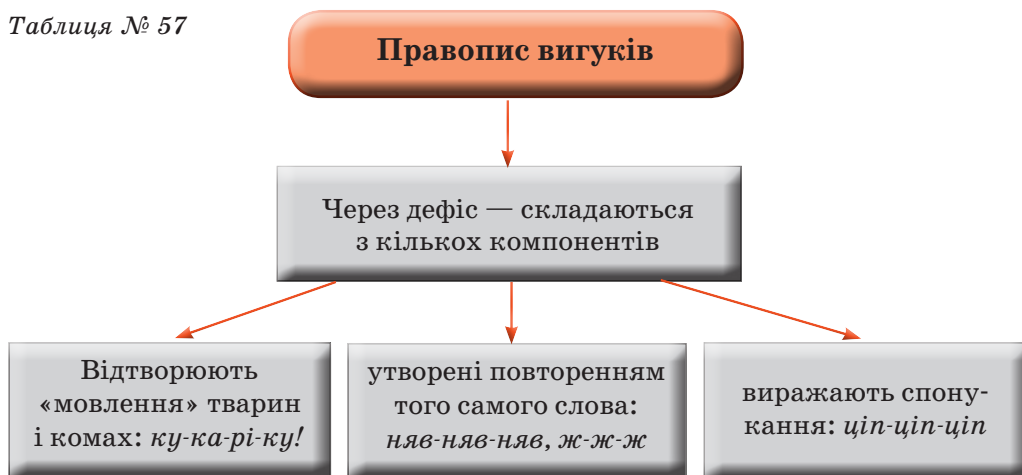 Таблиця № 57
Правопис вигуків
Через дефіс — складаються
з кількох компонентів
Відтворюють
«мовлення» тварин
і комах: ку-ка-рі-ку!
утворені повторенням
того самого слова:
няв-няв-няв, ж-ж-ж
виражають спону-
кання: ціп-ціп-ціп